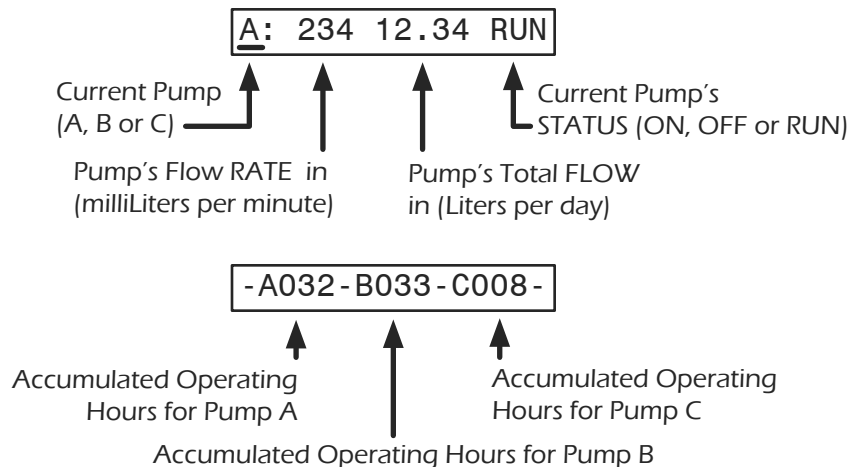 A: 234 12.34 RUN
Current Pump
(A, B or C)
Current Pump's
STATUS (ON, OFF or RUN)
Pump's Flow RATE in
(milliLiters per minute)
Pump's Total FLOW
in (Liters per day)
-A032-B033-C008-
Accumulated Operating
Hours for Pump A
Accumulated Operating
Hours for Pump C
Accumulated Operating Hours for Pump B